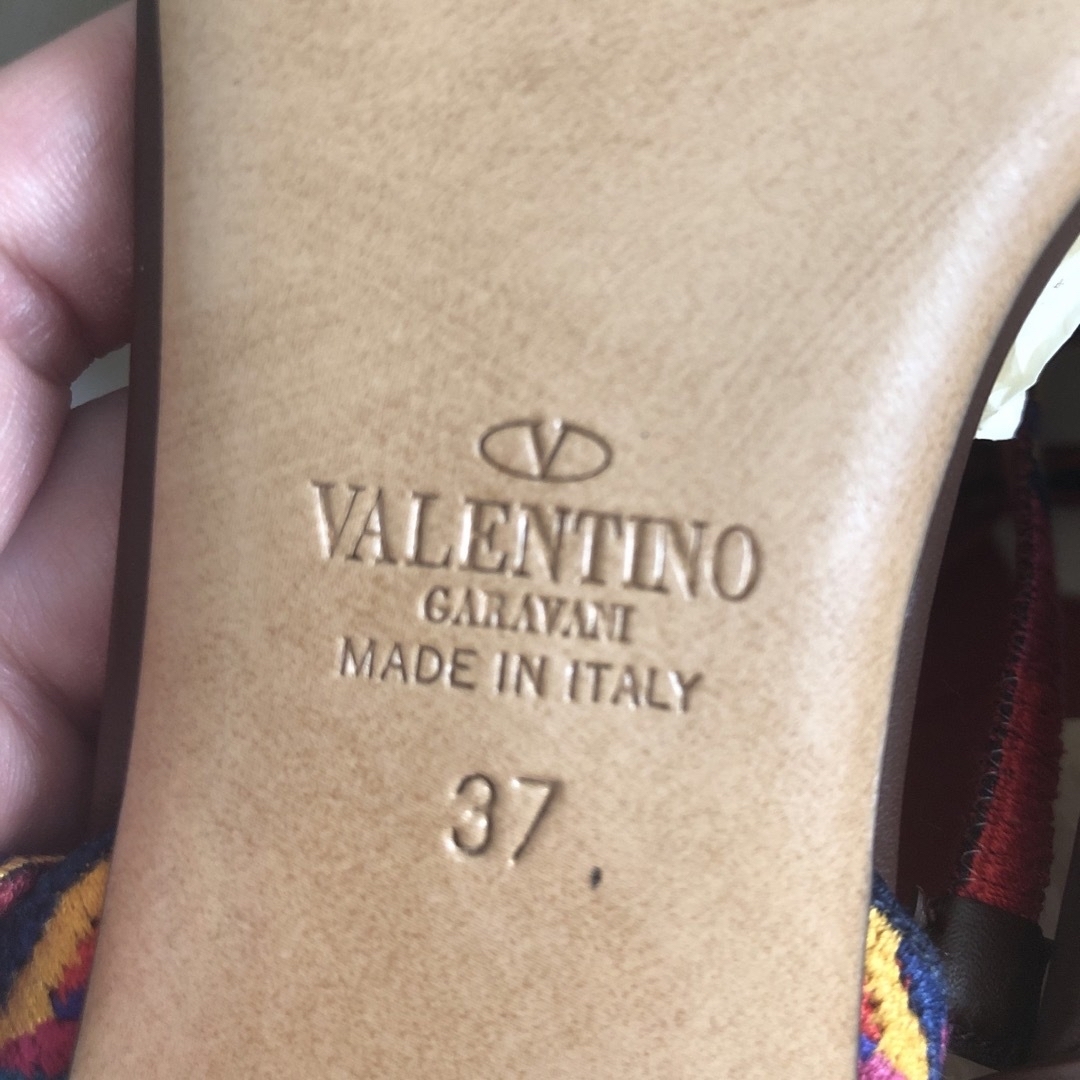 V
VALENTINO
GARAVANI
MADE IN ITALY
37